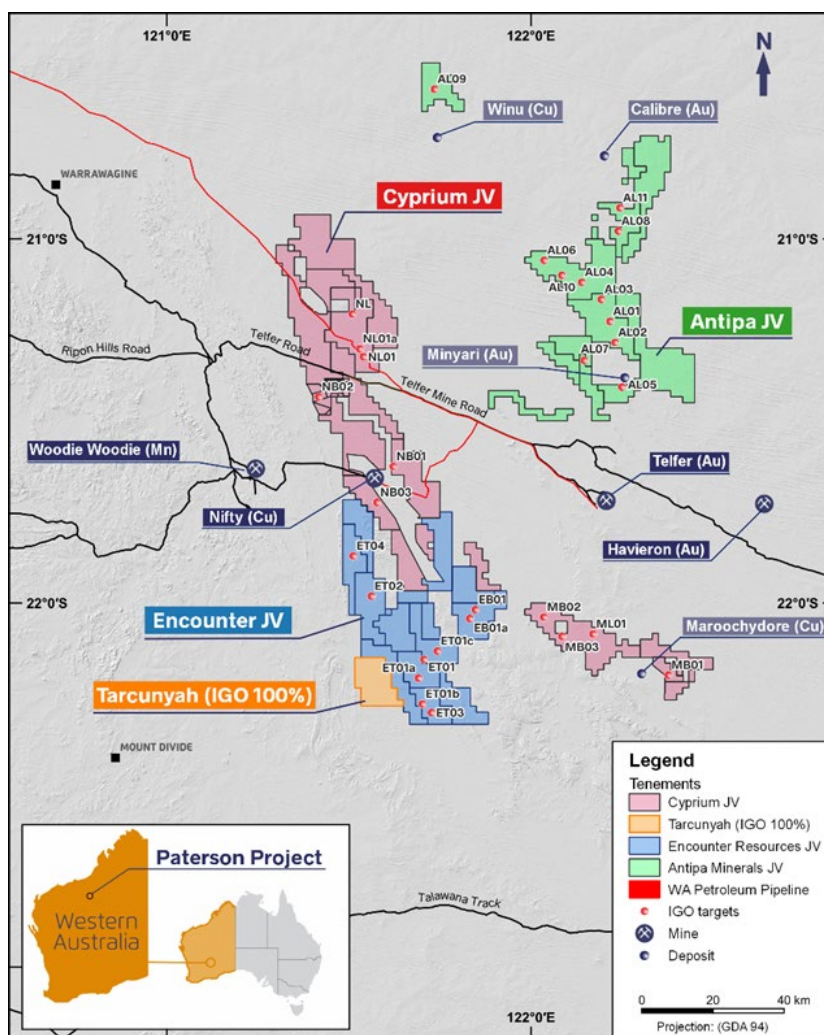 121°0'E
122°0'E
N
AL09
Winu (Cu)
Calibre (Au)
WARRAWAGINE
Cyprium JV
AL11
AL08
21°0'S
21°0'S
AL06
AL04
AL10
AL03
NL
AL01
Antipa JV
NL01a
AL02
Ripon Hills Road
Telfer Road
NL01
Minyari (Au)
AL07
NB02
Telfer Mine Road
AL05
Woodie Woodie (Mn)
NB01
Telfer (Au)
Nifty (Cu)
NB03
Havieron (Au)
ET04
ET02
22°0'S
22°0'S
Encounter JV
EB01
EB01a
MB02
ML01
MB03
Maroochydore (Cu)
ET01c
ET01a
ET01
MB01
Tarcunyah (IGO 100%)
ET01b
ET03
MOUNT DIVIDE
Legend
Tenements
Cyprium JV
Tarcunyah (IGO 100%)
Encounter Resources JV
Antipa Minerals JV
WA Petroleum Pipeline
IGO targets
Mine
Deposit
0 20 40 km
Projection: (GDA 94)
Paterson Project
Western
Australia
Talawana Track
121°0'E
122°0'E